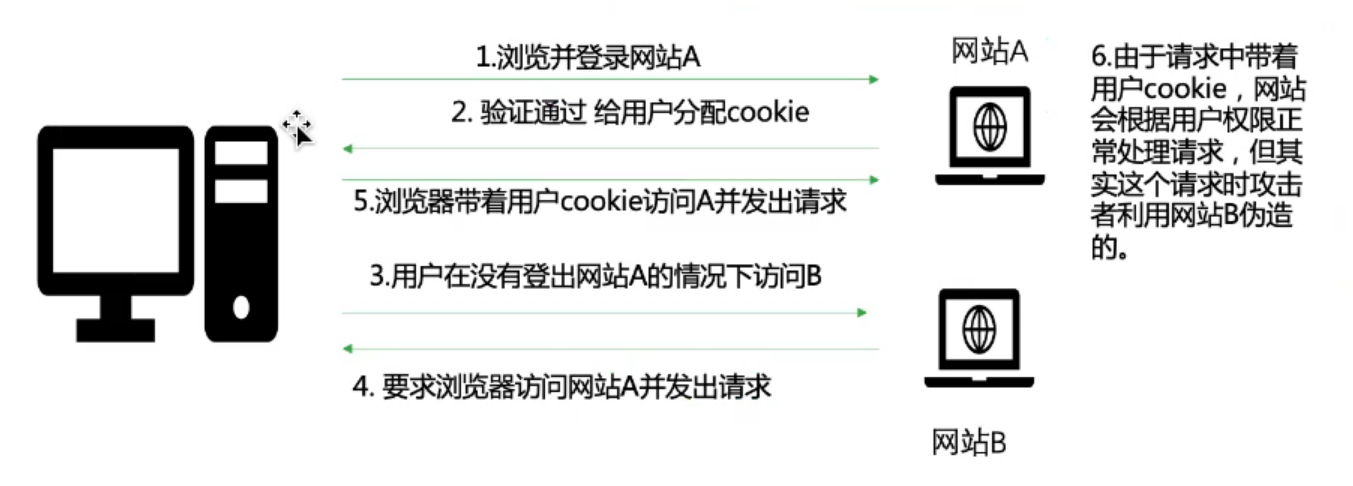 1.浏览并登录网站A
网站A
2. 验证通过 给用户分配cookie
5.浏览器带着用户cookie访问A并发出请求
3.用户在没有登出网站A的情况下访问B
4. 要求浏览器访问网站A并发出请求
网站B
6.由于请求中带着
用户cookie，网站
会根据用户权限正
常处理请求，但其
实这个请求时攻击
者利用网站B伪造
的。